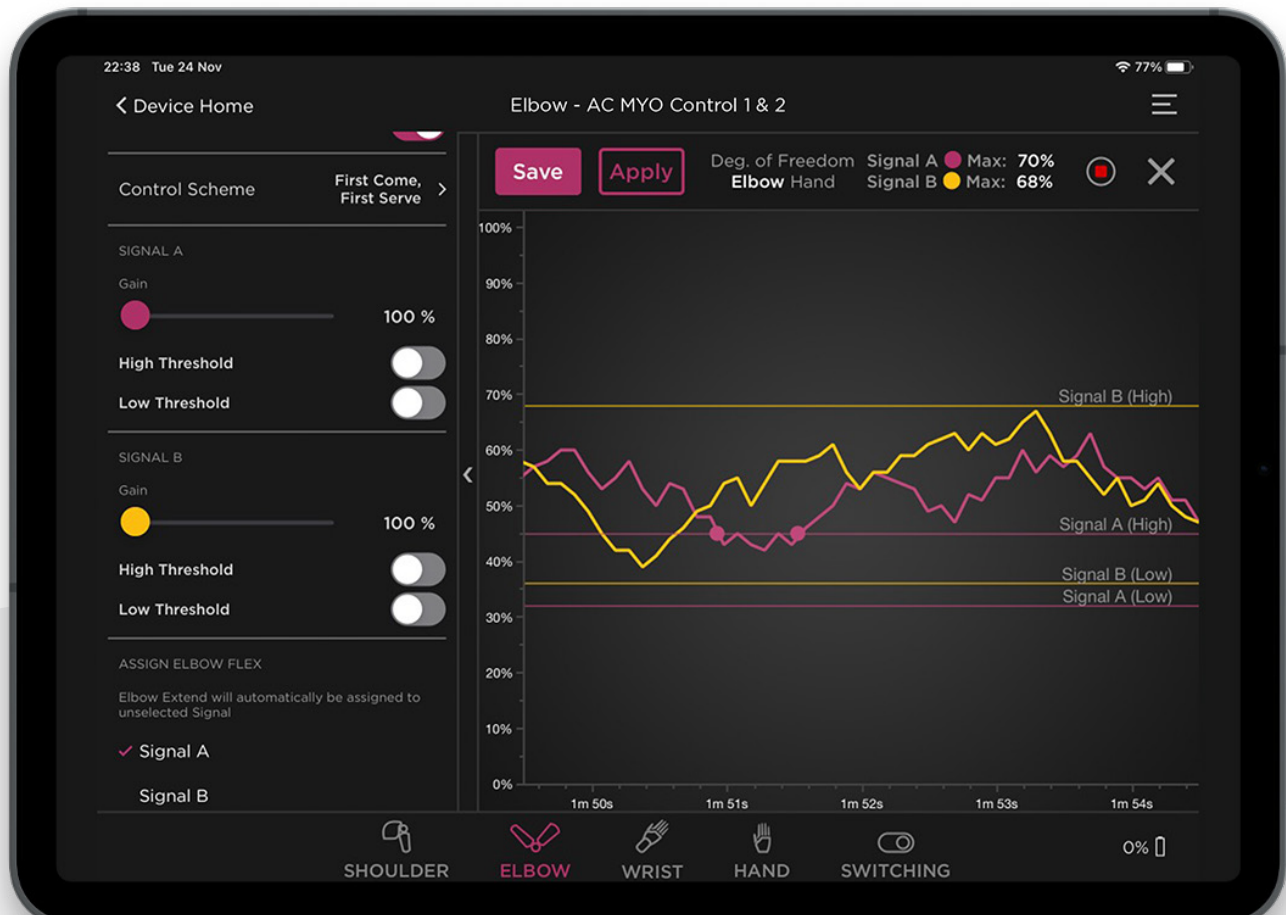 22:38 Tue 24 Nov
77%
Device Home
Elbow - AC MYO Control 1 & 2
Control Scheme
First Come,
First Serve
SIGNAL A
Gain
100 %
High Threshold
Low Threshold
SIGNAL B
Gain
100 %
High Threshold
Low Threshold
ASSIGN ELBOW FLEX
Elbow Extend will automatically be assigned to
unselected Signal
Signal A
Signal B
Save
Apply
Deg. of Freedom
Elbow Hand
Signal A Max: 70%
Signal B Max: 68%
100%
90%
80%
70%
60%
50%
40%
30%
20%
10%
0%
Signal B (High)
Signal A (High)
Signal B (Low)
Signal A (Low)
1m 50s
1m 51s
1m 52s
1m 53s
1m 54s
SHOULDER
ELBOW
WRIST
HAND
SWITCHING
0%